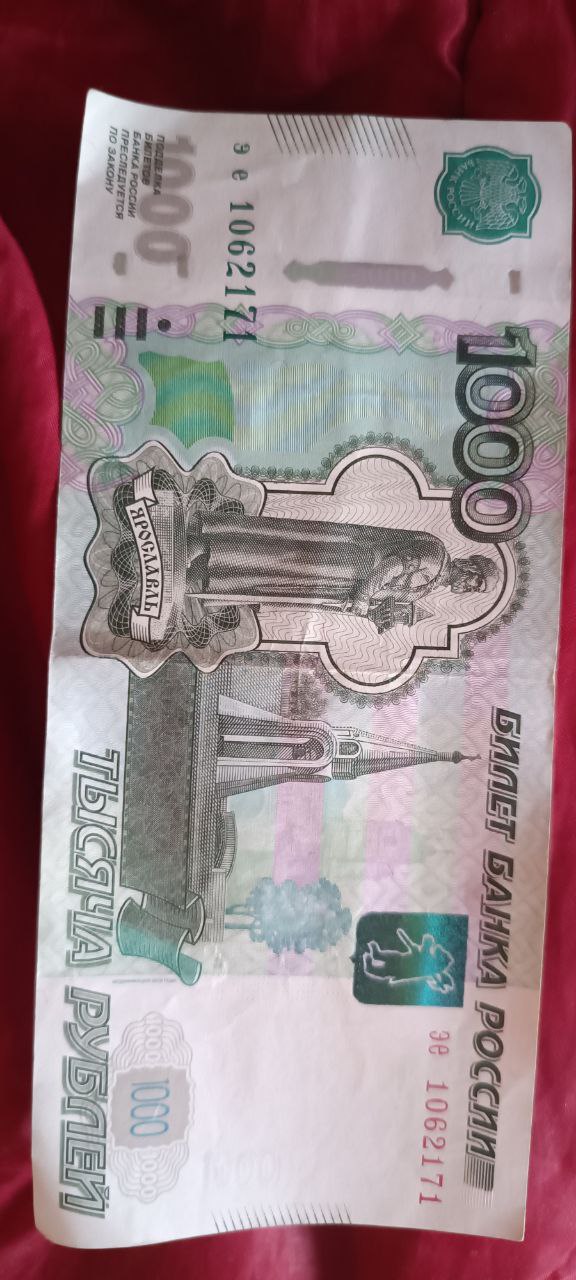 БАНК РОССИИ
1000
БИЛЕТ БАНКА РОССИИ
эе 1062171
эе 1062171
1000
ПОДДЕЛКА
БИЛЕТОВ
БАНКА РОССИИ
ПРЕСЛЕДУЕТСЯ
ПО ЗАКОНУ
ЯРОСЛАВЛЬ
1000 1000 1000
ТЫСЯЧА РУБЛЕЙ